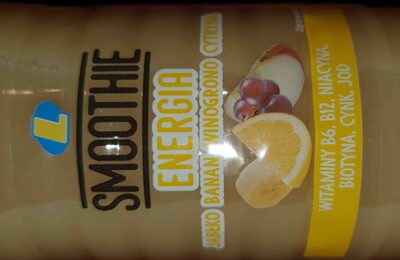 L
SMOOTHIE
ENERGIA
JABŁKO BANAN WINOGRONO CYTRYNA
WITAMINY B6, B12, NIACYNA,
BIOTYNA, CYNK, JOD